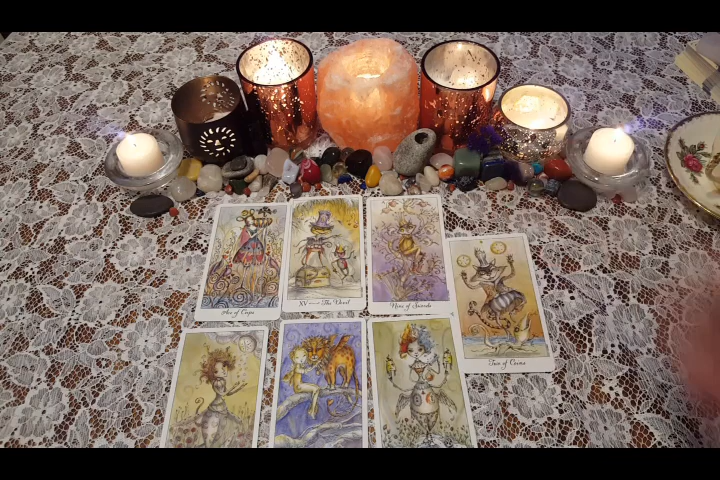 Ace of Cups
XV The Devil
Nine of Swords
Two of Coins